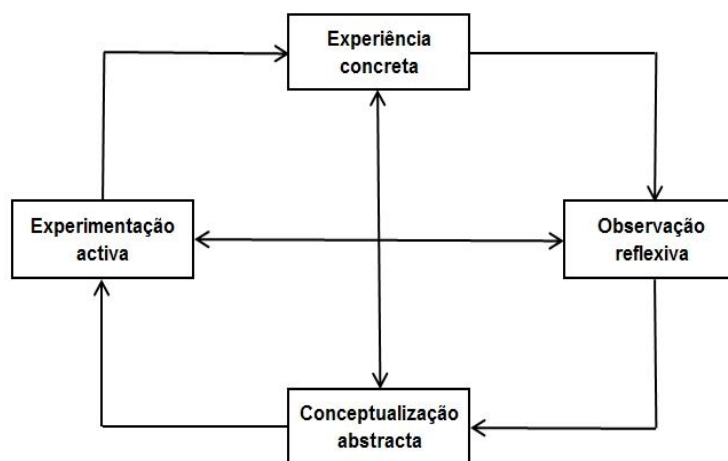 Experiência
concreta
Experimentação
activa
Observação
reflexiva
Conceptualização
abstracta